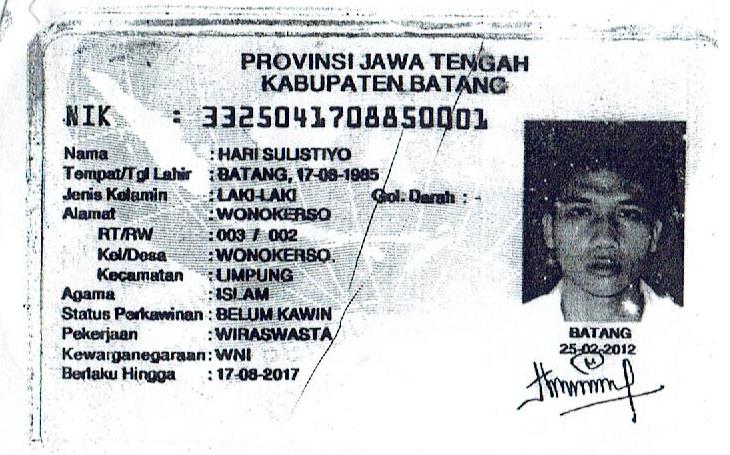 PROVINSI JAWA TENGAH
KABUPATEN BATANG
NIK : 3325041708850001
Nama : HARI SULISTIYO
Tempat/Tgl Lahir : BATANG, 17-08-1985
Jenis Kelamin : LAKI-LAKI Gol. Darah : -
Alamat : WONOKERSO
RT/RW : 003 / 002
Kel/Desa : WONOKERSO
Kecamatan : LIMPUNG
Agama : ISLAM
Status Perkawinan : BELUM KAWIN
Pekerjaan : WIRASWASTA
Kewarganegaraan : WNI
Berlaku Hingga : 17-08-2017
BATANG
25-02-2012